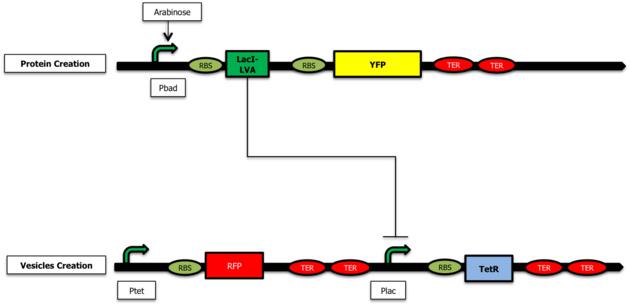 Arabinose
Protein Creation
RBS
LacI-
LVA
RBS
YFP
TER
TER
Pbad
Vesicles Creation
RBS
RFP
TER
TER
RBS
TetR
TER
TER
Ptet
Plac